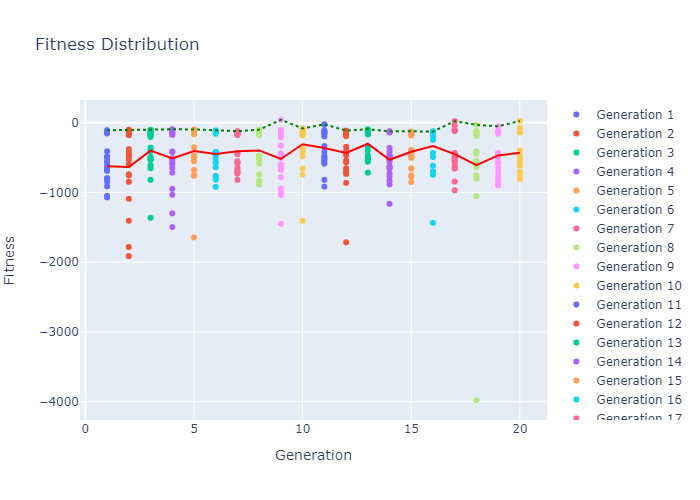 Fitness Distribution
Fitness
0
−1000
−2000
−3000
−4000
0
5
10
15
20
Generation
Generation 1
Generation 2
Generation 3
Generation 4
Generation 5
Generation 6
Generation 7
Generation 8
Generation 9
Generation 10
Generation 11
Generation 12
Generation 13
Generation 14
Generation 15
Generation 16
Generation 17